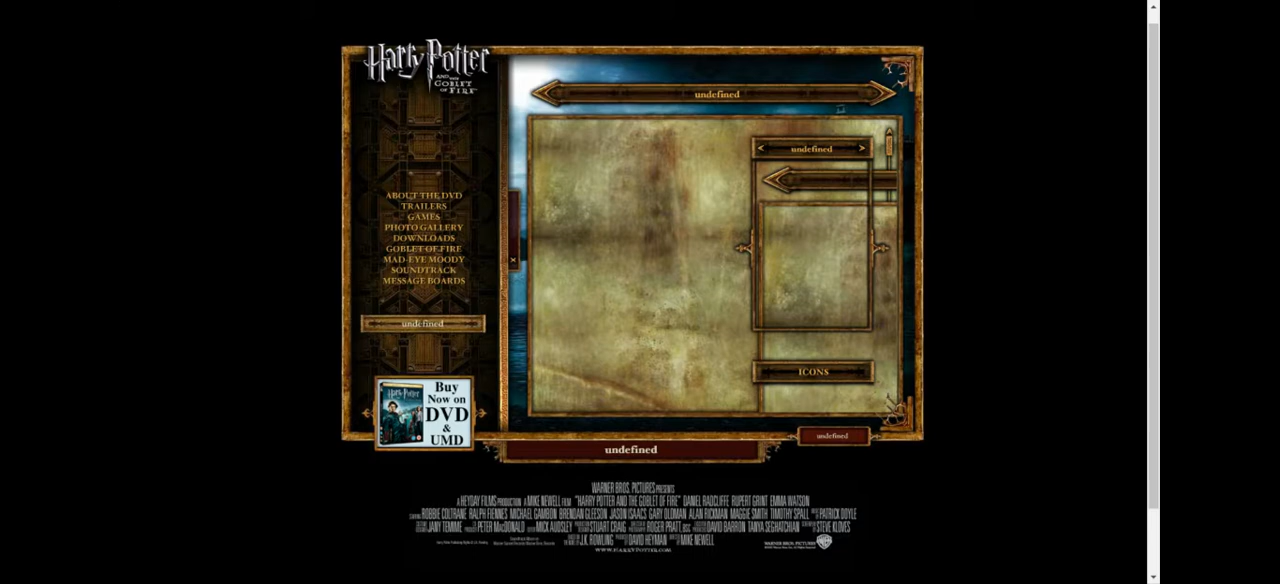 Harry Potter
AND THE
GOBLET
OF FIRE
undefined
undefined
ABOUT THE DVD
TRAILERS
GAMES
PHOTO GALLERY
DOWNLOADS
GOBLET OF FIRE
MAD-EYE MOODY
SOUNDTRACK
MESSAGE BOARDS
undefined
ICONS
Buy
Now on
DVD
&
UMD
Harry Potter
undefined
undefined
WARNER BROS. PICTURES PRESENTS
A HEYDAY FILMS PRODUCTION A MIKE NEWELL FILM "HARRY POTTER AND THE GOBLET OF FIRE" DANIEL RADCLIFFE RUPERT GRINT EMMA WATSON
ROBBIE COLTRANE RALPH FIENNES MICHAEL GAMBON BRENDAN GLEESON JASON ISAACS GARY OLDMAN ALAN RICKMAN MAGGIE SMITH TIMOTHY SPALL PATRICK DOYLE
JANY TEMIME PETER MACDONALD MICK AUDSLEY STUART CRAIG ROGER PRATT DAVID BARRON TANYA SEGHATCHIAN STEVE KLOVES
J.K. ROWLING DAVID HEYMAN MIKE NEWELL
WARNER BROS. PICTURES
WWW.HARRYPOTTER.COM